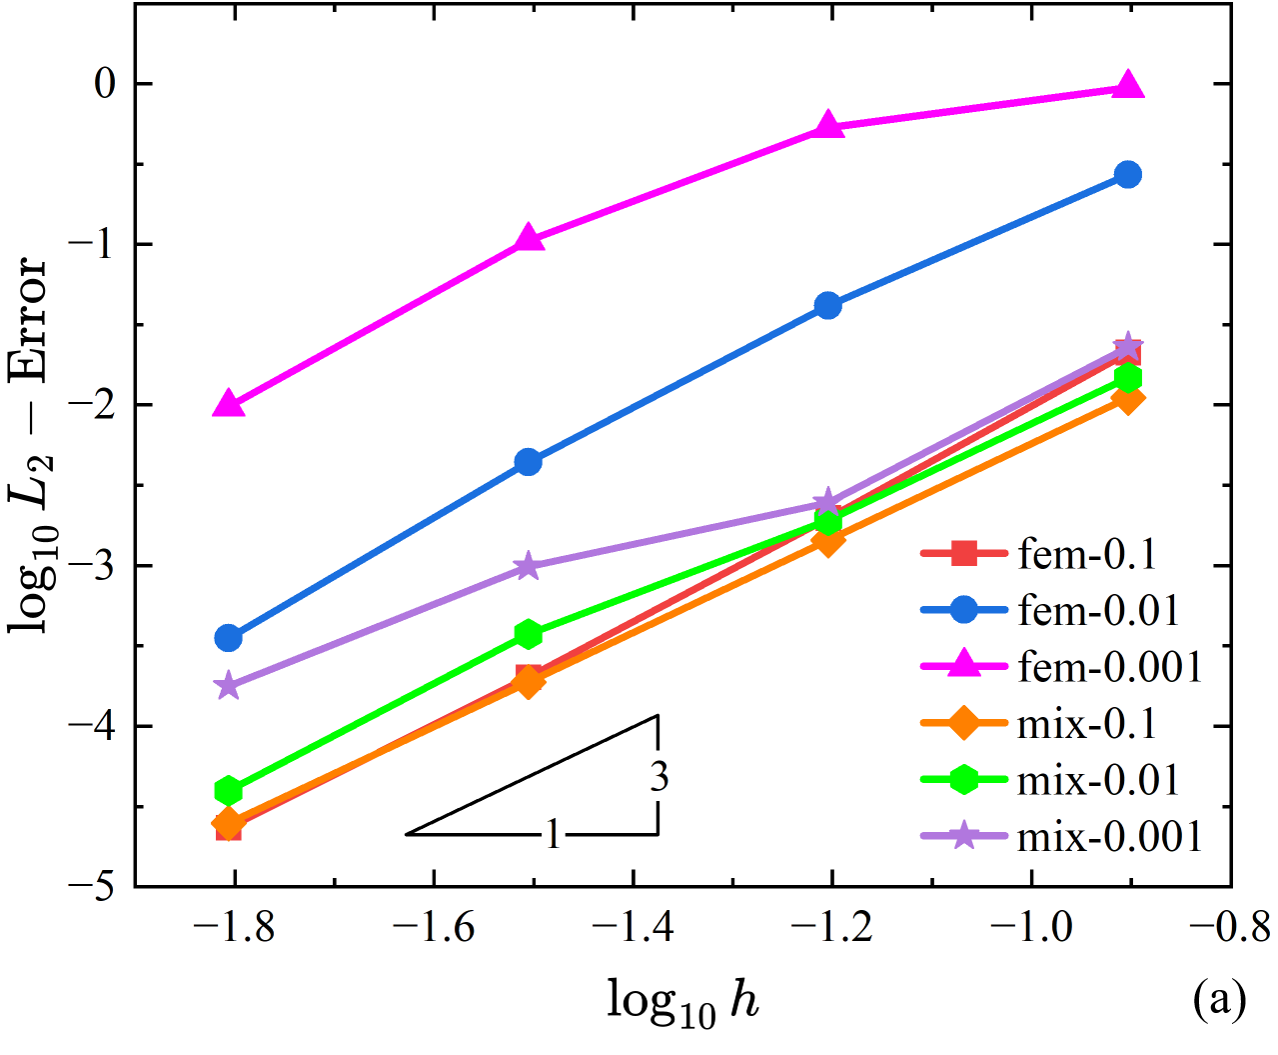 0
−1
−2
−3
−4
−5
log₁₀ L₂ − Error
fem-0.1
fem-0.01
fem-0.001
mix-0.1
mix-0.01
mix-0.001
3
1
−1.8 −1.6 −1.4 −1.2 −1.0 −0.8
log₁₀ h
(a)